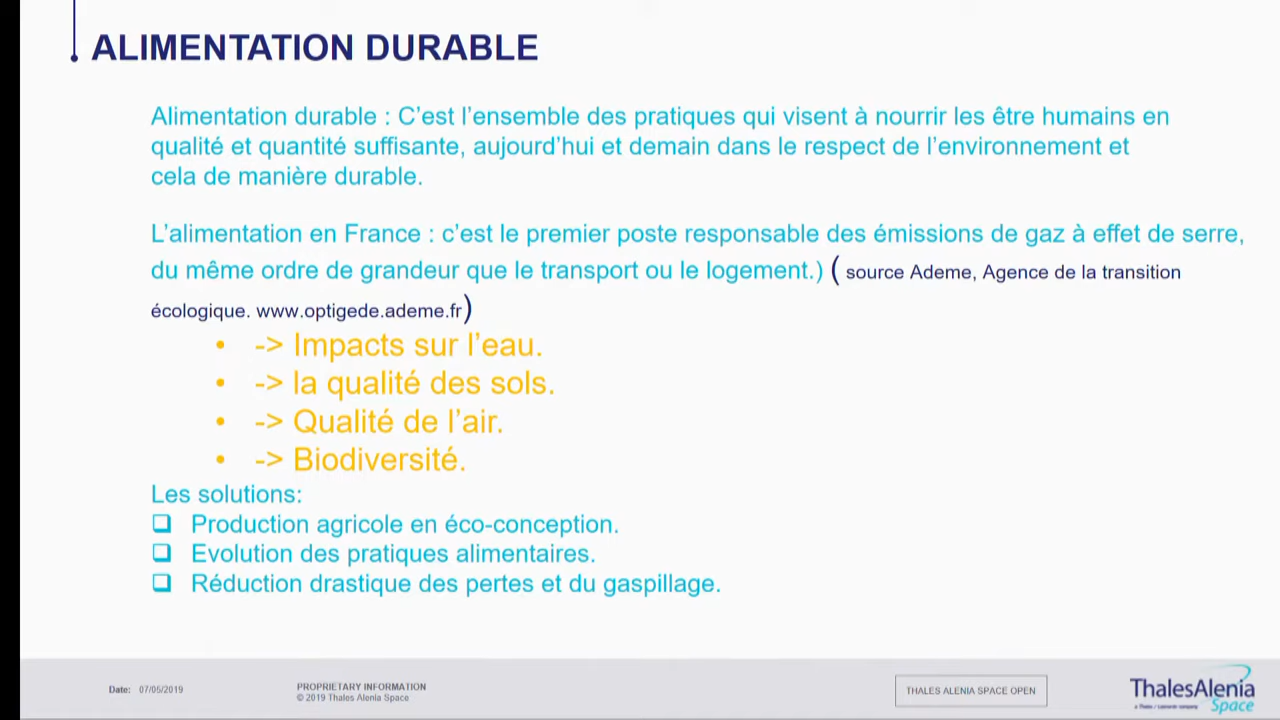 ALIMENTATION DURABLE
Alimentation durable : C’est l’ensemble des pratiques qui visent à nourrir les être humains en
qualité et quantité suffisante, aujourd’hui et demain dans le respect de l’environnement et
cela de manière durable.
L’alimentation en France : c’est le premier poste responsable des émissions de gaz à effet de serre,
du même ordre de grandeur que le transport ou le logement.) ( source Ademe, Agence de la transition
écologique. www.optigede.ademe.fr)
• -> Impacts sur l’eau.
• -> la qualité des sols.
• -> Qualité de l’air.
• -> Biodiversité.
Les solutions:
❑ Production agricole en éco-conception.
❑ Evolution des pratiques alimentaires.
❑ Réduction drastique des pertes et du gaspillage.
Date: 07/05/2019
PROPRIETARY INFORMATION
© 2019 Thales Alenia Space
THALES ALENIA SPACE OPEN
ThalesAlenia
a Thales / Leonardo company
Space